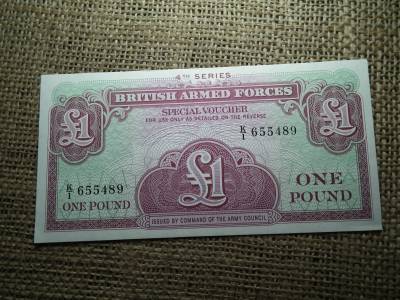 4TH SERIES
BRITISH ARMED FORCES
SPECIAL VOUCHER
FOR USE ONLY AS DETAILED ON THE REVERSE
£1
£1
K/1 655489
K/1 655489
£1
ONE POUND
ONE POUND
ISSUED BY COMMAND OF THE ARMY COUNCIL